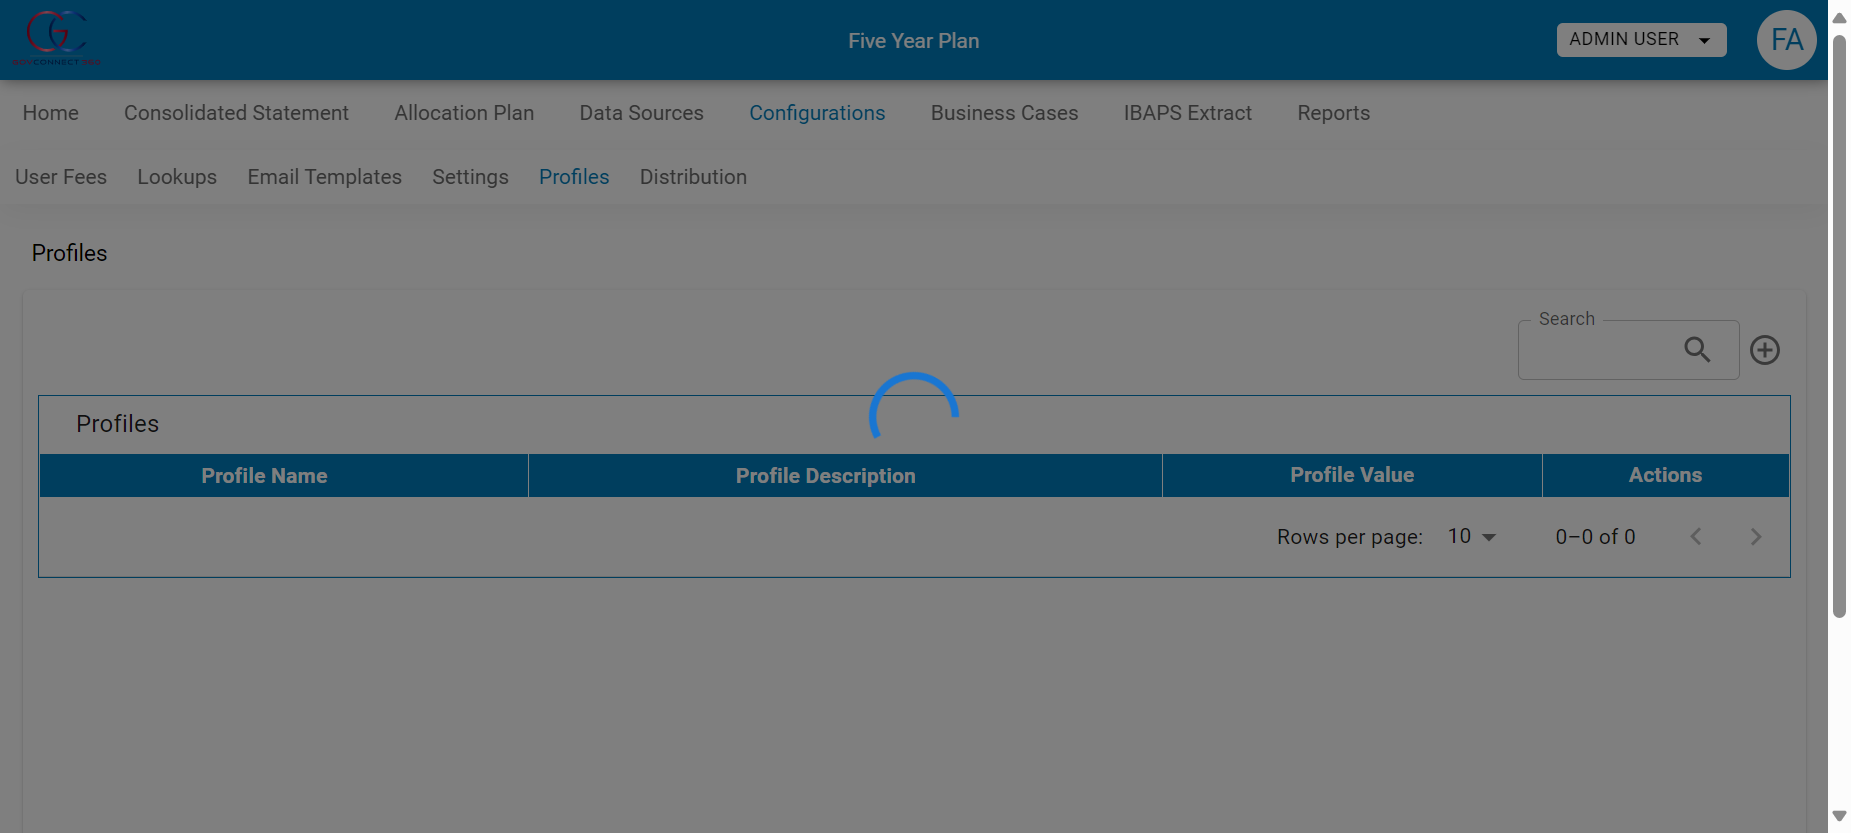 GOVCONNECT.PRO
Five Year Plan
ADMIN USER
FA
Home Consolidated Statement Allocation Plan Data Sources Configurations Business Cases IBAPS Extract Reports
User Fees Lookups Email Templates Settings Profiles Distribution
Profiles
Search
Profiles
Profile Name Profile Description Profile Value Actions
Rows per page: 10 0–0 of 0